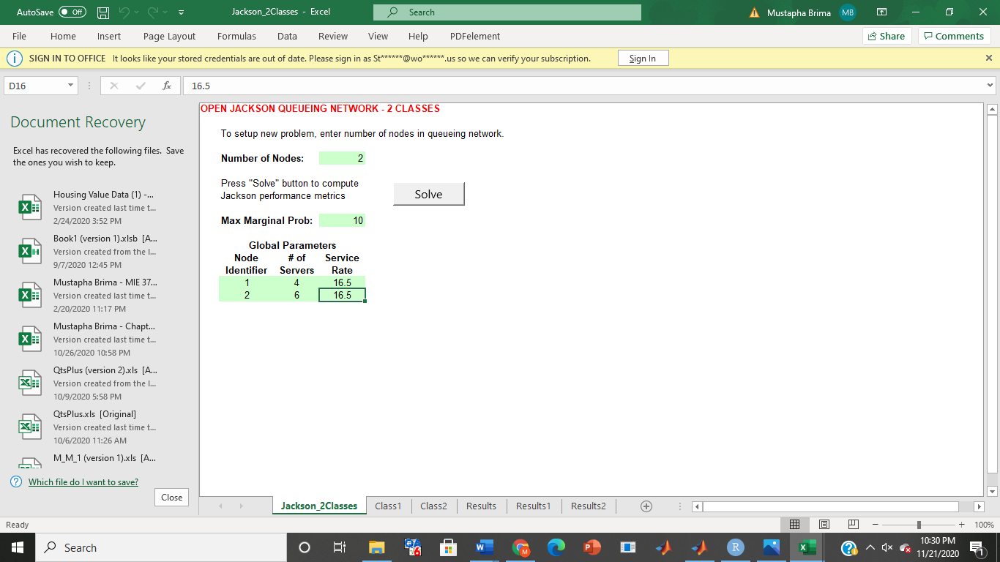 AutoSave Off Jackson_2Classes - Excel Search Mustapha Brima MB
File Home Insert Page Layout Formulas Data Review View Help PDFelement Share Comments
SIGN IN TO OFFICE It looks like your stored credentials are out of date. Please sign in as St******@wo******.us so we can verify your subscription. Sign In
D16 fx 16.5
Document Recovery
Excel has recovered the following files. Save
the ones you wish to keep.
Housing Value Data (1) -...
Version created last time t...
2/24/2020 3:52 PM
Book1 (version 1).xlsb [A...
Version created from the l...
9/7/2020 12:45 PM
Mustapha Brima - MIE 37...
Version created last time t...
2/20/2020 11:17 PM
Mustapha Brima - Chapt...
Version created last time t...
10/26/2020 10:58 PM
QtsPlus (version 2).xls [A...
Version created from the l...
10/9/2020 5:58 PM
QtsPlus.xls [Original]
Version created last time t...
10/6/2020 11:26 AM
M_M_1 (version 1).xls [A...
Which file do I want to save?
Close
OPEN JACKSON QUEUEING NETWORK - 2 CLASSES
To setup new problem, enter number of nodes in queueing network.
Number of Nodes: 2
Press "Solve" button to compute
Jackson performance metrics
Solve
Max Marginal Prob: 10
Global Parameters
Node # of Service
Identifier Servers Rate
1 4 16.5
2 6 16.5
Jackson_2Classes Class1 Class2 Results Results1 Results2
Ready 100%
Search
10:30 PM
11/21/2020
1